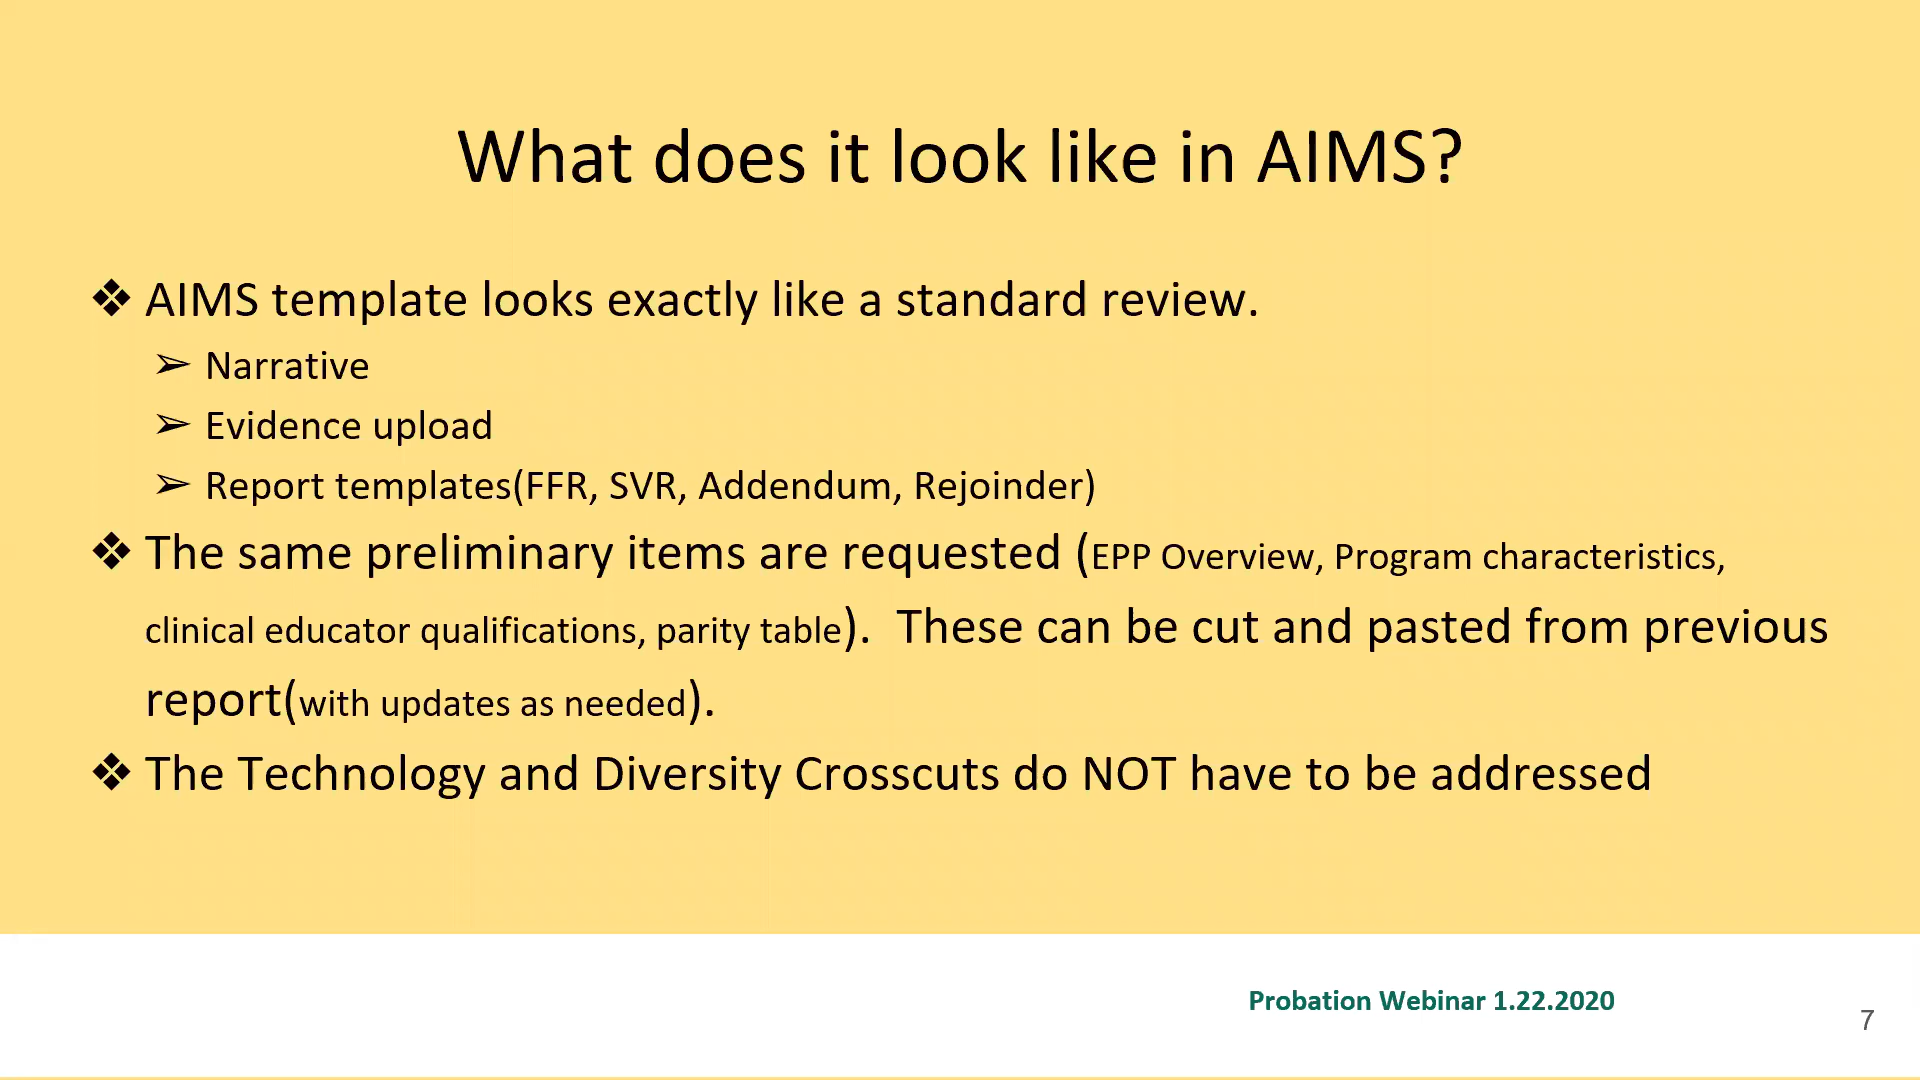 What does it look like in AIMS?
❖ AIMS template looks exactly like a standard review.
➢ Narrative
➢ Evidence upload
➢ Report templates(FFR, SVR, Addendum, Rejoinder)
❖ The same preliminary items are requested (EPP Overview, Program characteristics,
clinical educator qualifications, parity table).  These can be cut and pasted from previous
report(with updates as needed).
❖ The Technology and Diversity Crosscuts do NOT have to be addressed
Probation Webinar 1.22.2020
7